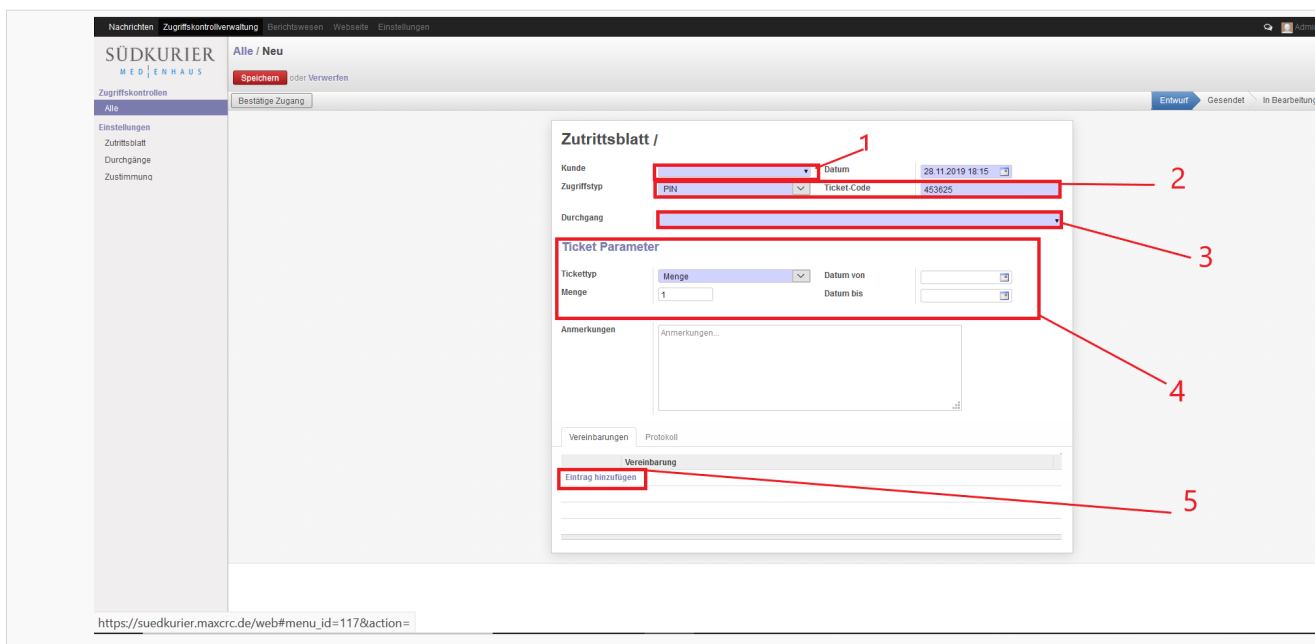 Nachrichten Zugriffskontrollverwaltung Berichtswesen Webseite Einstellungen
SÜDKURIER
MEDIENHAUS
Alle / Neu
Speichern oder Verwerfen
Zugriffskontrollen
Alle
Bestätige Zugang
Entwurf Gesendet In Bearbeitung
Einstellungen
Zutrittsblatt
Durchgänge
Zustimmung
Zutrittsblatt /
1
Kunde
Datum 28.11.2019 18:15
Zugriffstyp PIN
Ticket-Code 453625
2
Durchgang
3
Ticket Parameter
Tickettyp Menge
Datum von
Menge 1
Datum bis
4
Anmerkungen Anmerkungen...
Vereinbarungen Protokoll
Vereinbarung
Eintrag hinzufügen
5
https://suedkurier.maxcrc.de/web#menu_id=117&action=